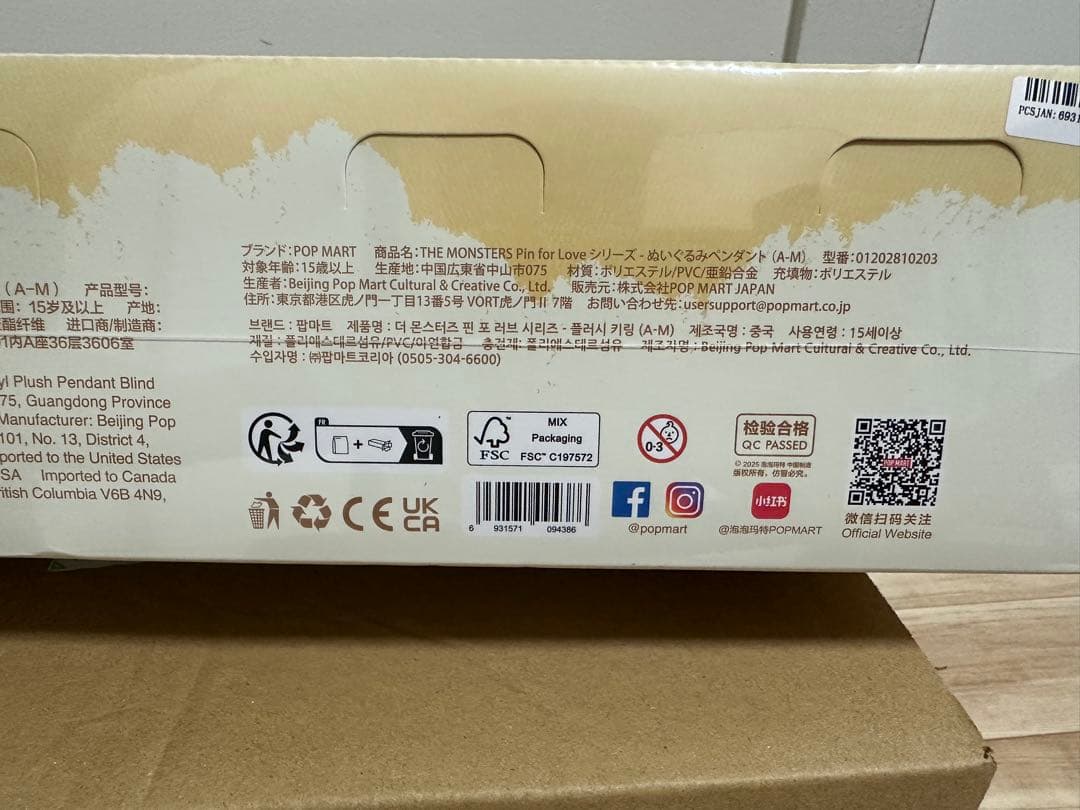 PCSJAN: 6931
ブランド:POP MART 商品名:THE MONSTERS Pin for Love シリーズ - ぬいぐるみペンダント (A-M) 型番:01202810203
対象年齢:15歳以上 生産地:中国広東省中山市075 材質:ポリエステル/PVC/亜鉛合金 充填物:ポリエステル
生産者:Beijing Pop Mart Cultural & Creative Co., Ltd. 販売元:株式会社POP MART JAPAN
住所:東京都港区虎ノ門一丁目13番5号 VORT虎ノ門Ⅱ 7階 お問い合わせ先:usersupport@popmart.co.jp
브랜드 : 팝마트 제품명 : 더 몬스터즈 핀 포 러브 시리즈 - 플러시 키링 (A-M) 제조국명 : 중국 사용연령 : 15세이상
재질 : 폴리에스테르섬유/PVC/아연합금 충전재: 폴리에스테르섬유 제조자명 : Beijing Pop Mart Cultural & Creative Co., Ltd.
수입자명 : ㈜팝마트코리아 (0505-304-6600)
(A-M) 产品型号:
围: 15岁及以上 产地:
酯纤维 进口商/制造商:
内A座36层3606室
yl Plush Pendant Blind
75, Guangdong Province
Manufacturer: Beijing Pop
101, No. 13, District 4,
ported to the United States
SA Imported to Canada
ritish Columbia V6B 4N9,
FR
+
FSC™
MIX
Packaging
FSC™ C197572
0-3
检验合格
QC PASSED
© 2025 泡泡玛特 中国制造
版权所有，仿冒必究。
POP MART
CE
UK
CA
6 931571 094386
@popmart
小红书
@泡泡玛特POPMART
微信扫码关注
Official Website